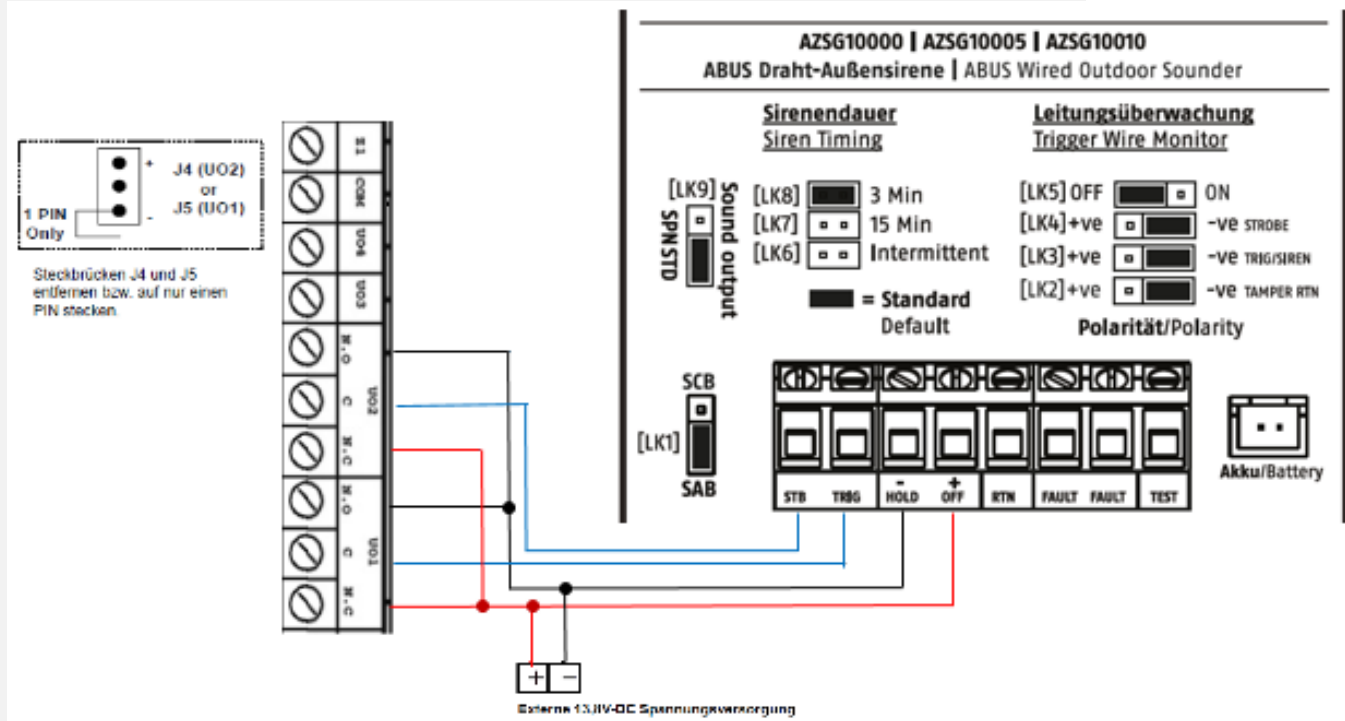 AZSG10000 | AZSG10005 | AZSG10010
ABUS Draht-Außensirene | ABUS Wired Outdoor Sounder
Sirenendauer
Siren Timing
Leitungsüberwachung
Trigger Wire Monitor
[LK9]
Sound output
SPN STD
[LK8] 3 Min
[LK7] 15 Min
[LK6] Intermittent
= Standard
Default
[LK5] OFF ON
[LK4] +ve -ve STROBE
[LK3] +ve -ve TRIG/SIREN
[LK2] +ve -ve TAMPER RTN
Polarität/Polarity
SCB
[LK1]
SAB
STB TRIG - HOLD + OFF RTN FAULT FAULT TEST
Akku/Battery
+ J4 (UO2)
or
- J5 (UO1)
1 PIN
Only
Steckbrücken J4 und J5
entfernen bzw. auf nur einen
PIN stecken
UO3
N.O
C UO2
N.C
N.O
C UO1
N.C
+ −
Externe Spannungsversorgung